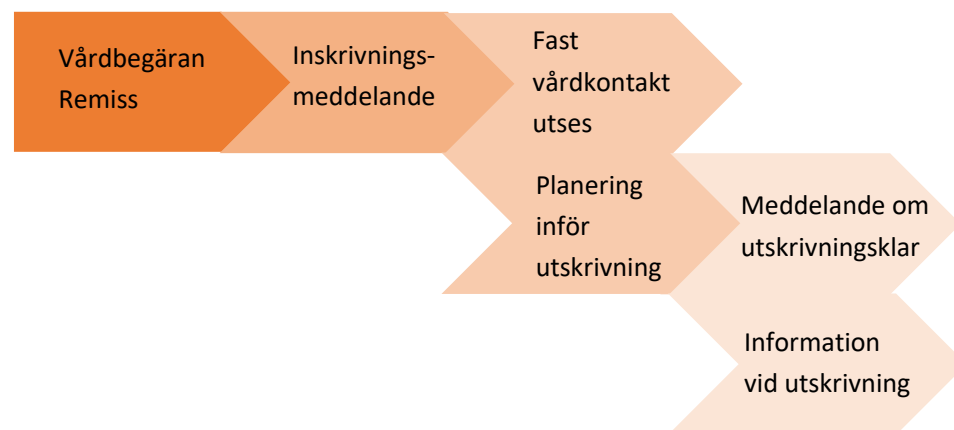 Vårdbegäran
Remiss
Inskrivnings-
meddelande
Fast
vårdkontakt
utses
Planering
inför
utskrivning
Meddelande om
utskrivningsklar
Information
vid utskrivning